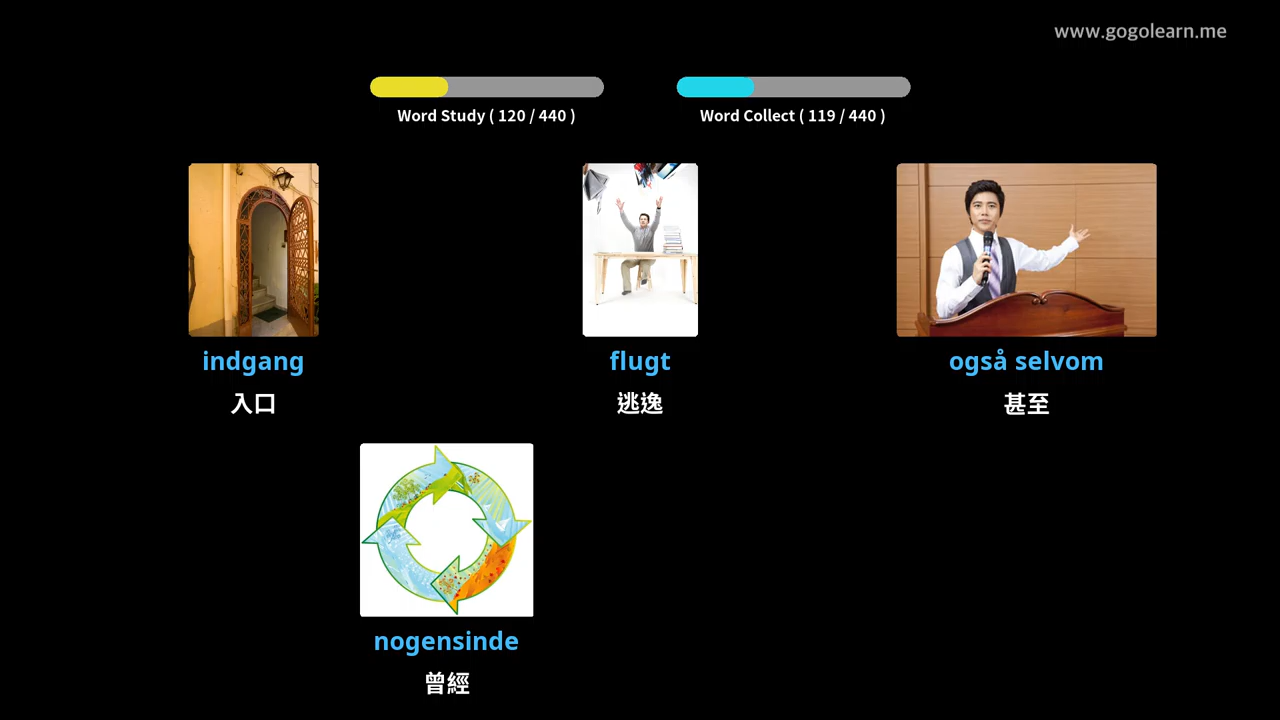 www.gogolearn.me
Word Study ( 120 / 440 )
Word Collect ( 119 / 440 )
indgang
flugt
også selvom
入口
逃逸
甚至
nogensinde
曾經